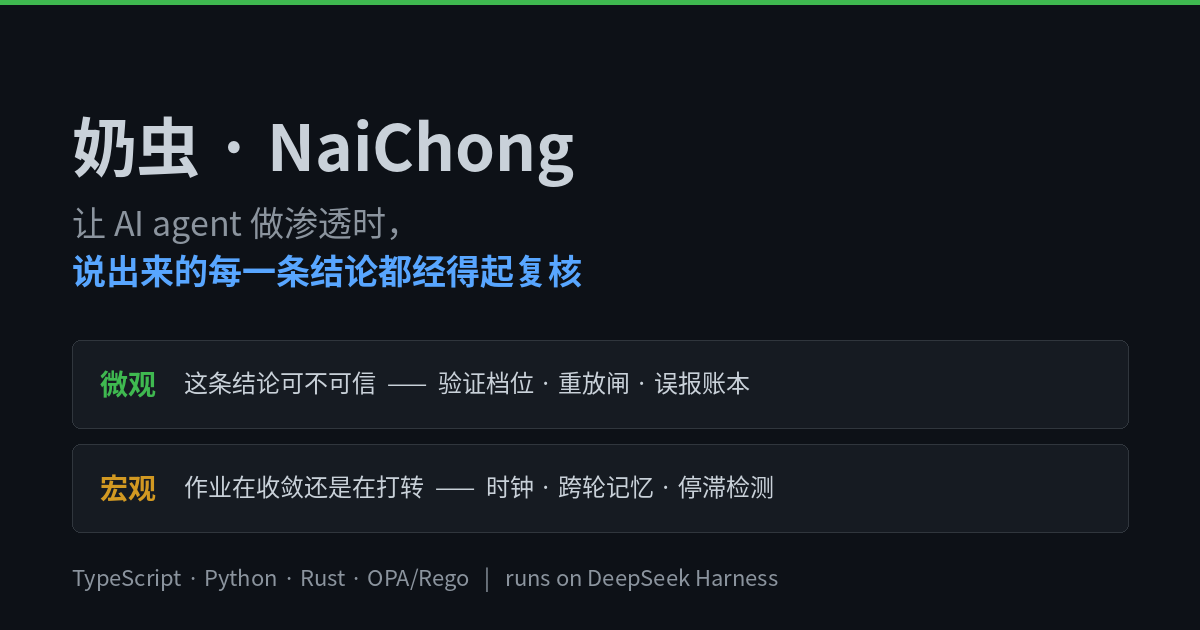 奶虫 · NaiChong
让 AI agent 做渗透时，
说出来的每一条结论都经得起复核
微观 这条结论可不可信 —— 验证档位 · 重放闸 · 误报账本
宏观 作业在收敛还是在打转 —— 时钟 · 跨轮记忆 · 停滞检测
TypeScript · Python · Rust · OPA/Rego | runs on DeepSeek Harness